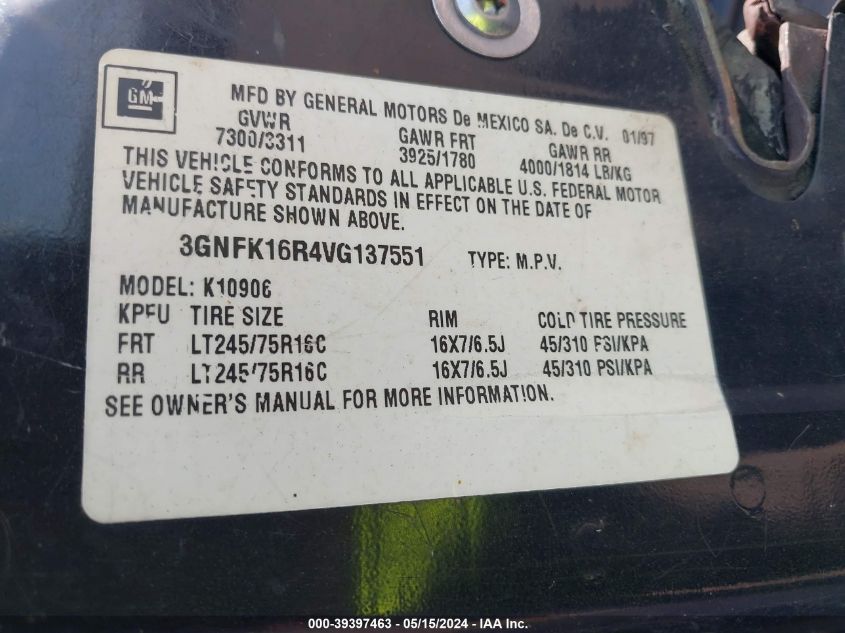 GM
MFD BY GENERAL MOTORS De MEXICO SA. De C.V. 01/97
GVWR GAWR FRT GAWR RR
7300/3311 3925/1780 4000/1814 LB/KG
THIS VEHICLE CONFORMS TO ALL APPLICABLE U.S. FEDERAL MOTOR
VEHICLE SAFETY STANDARDS IN EFFECT ON THE DATE OF
MANUFACTURE SHOWN ABOVE.
3GNFK16R4VG137551 TYPE: M.P.V.
MODEL: K10906
KPFU TIRE SIZE RIM COLD TIRE PRESSURE
FRT LT245/75R16C 16X7/6.5J 45/310 PSI/KPA
RR LT245/75R16C 16X7/6.5J 45/310 PSI/KPA
SEE OWNER'S MANUAL FOR MORE INFORMATION.
000-39397463 - 05/15/2024 - IAA Inc.